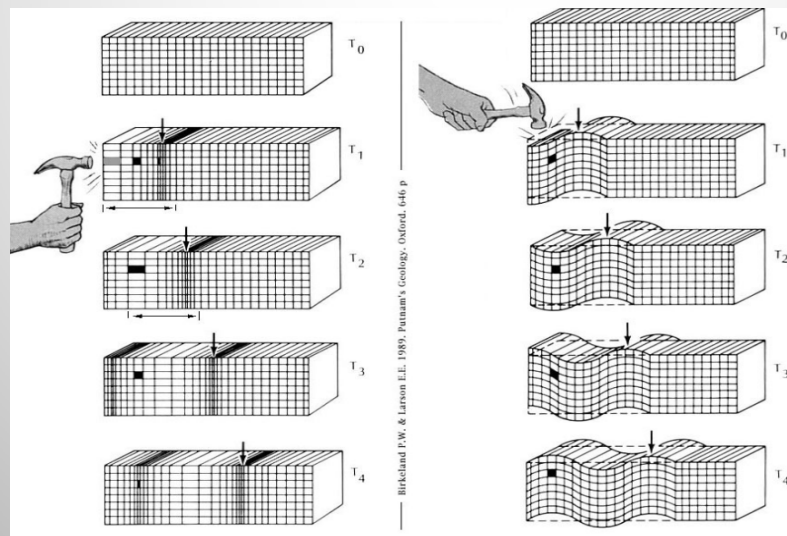 T0
T1
T2
T3
T4
Birkeland P.W. & Larson E.E. 1989. Putnam's Geology. Oxford. 646 p
T0
T1
T2
T3
T4